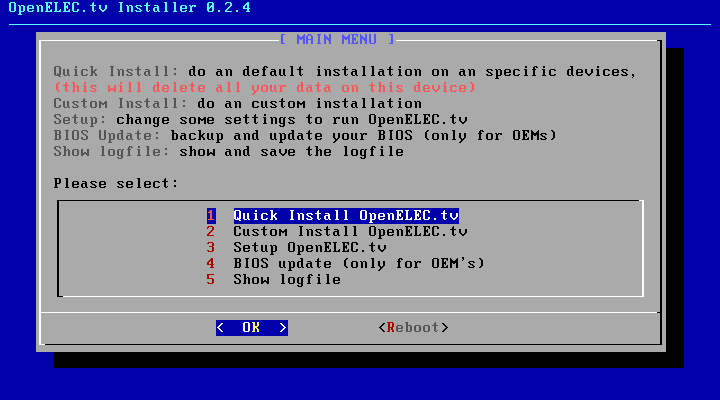 OpenELEC.tv Installer 0.2.4
[ MAIN MENU ]
Quick Install: do an default installation on an specific devices,
(this will delete all your data on this device)
Custom Install: do an custom installation
Setup: change some settings to run OpenELEC.tv
BIOS Update: backup and update your BIOS (only for OEMs)
Show logfile: show and save the logfile
Please select:
1 Quick Install OpenELEC.tv
2 Custom Install OpenELEC.tv
3 Setup OpenELEC.tv
4 BIOS update (only for OEM's)
5 Show logfile
< OK > <Reboot>